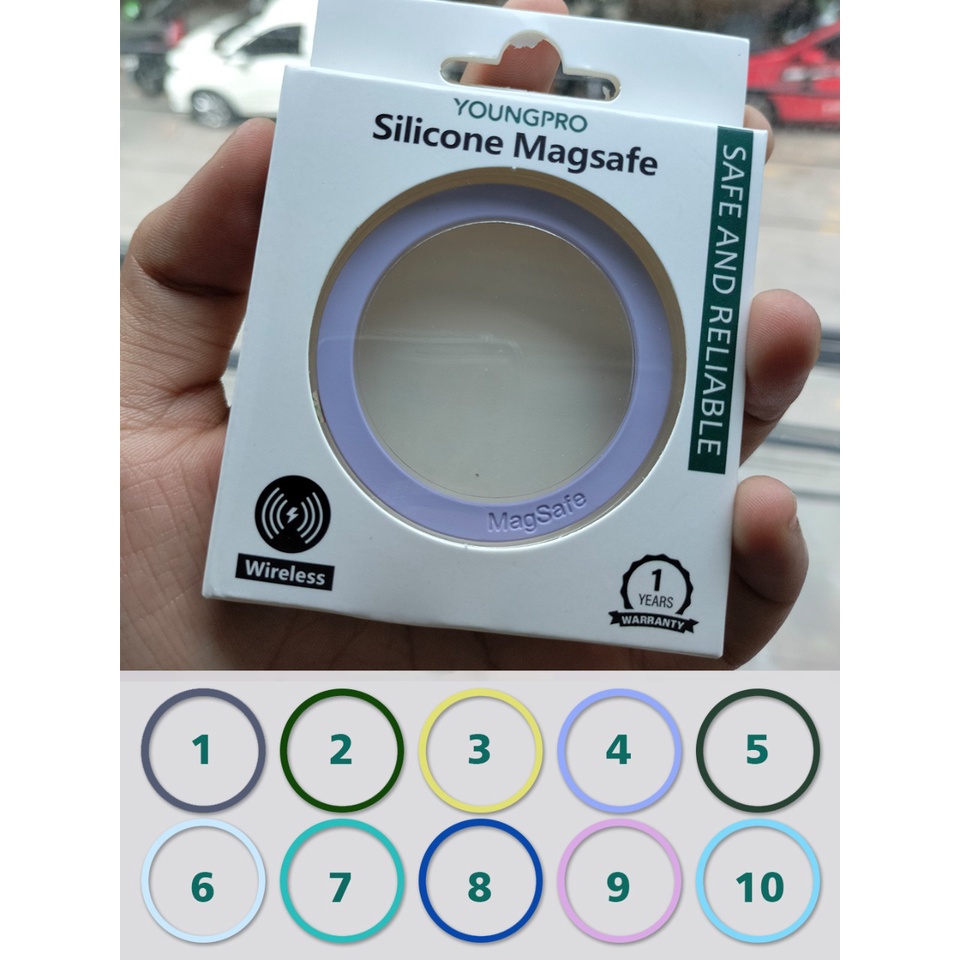 YOUNGPRO
Silicone Magsafe
SAFE AND RELIABLE
MagSafe
Wireless
1
YEARS
WARRANTY
1 2 3 4 5
6 7 8 9 10